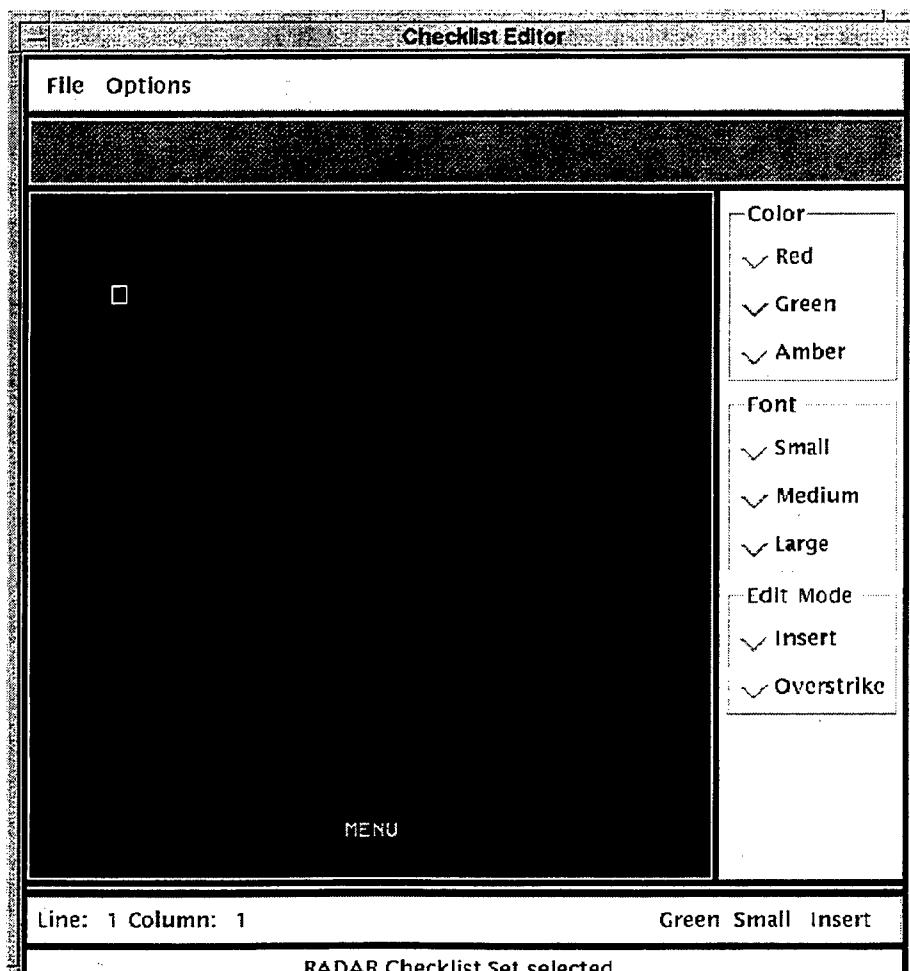 Checklist Editor
File Options
Color
Red
Green
Amber
Font
Small
Medium
Large
Edit Mode
Insert
Overstrike
MENU
Line: 1 Column: 1 Green Small Insert
RADAR Checklist Set selected